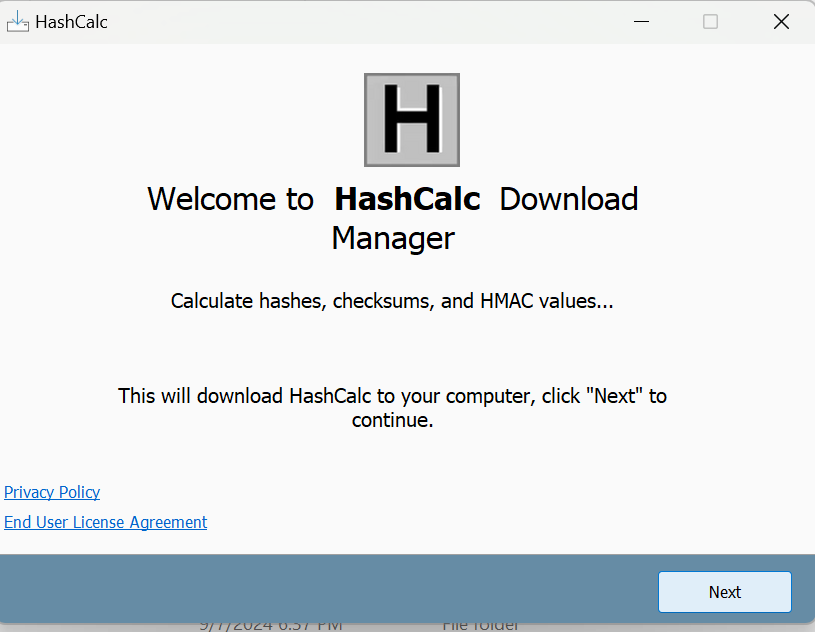 HashCalc
H
Welcome to HashCalc Download
Manager
Calculate hashes, checksums, and HMAC values...
This will download HashCalc to your computer, click "Next" to
continue.
Privacy Policy
End User License Agreement
Next
9/7/2024 6:37 PM File folder